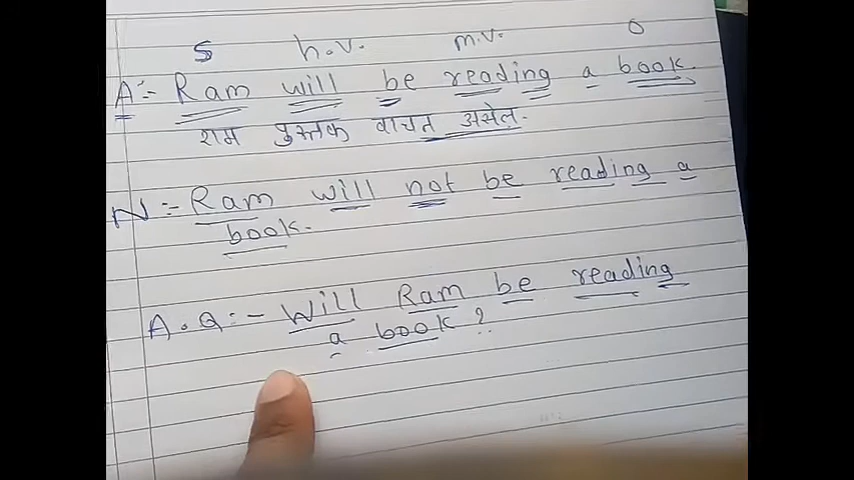 S h.v. m.v. O
A :- Ram will be reading a book.
राम पुस्तक वाचत असेल.
N :- Ram will not be reading a
book.
A.Q :- Will Ram be reading
a book ?